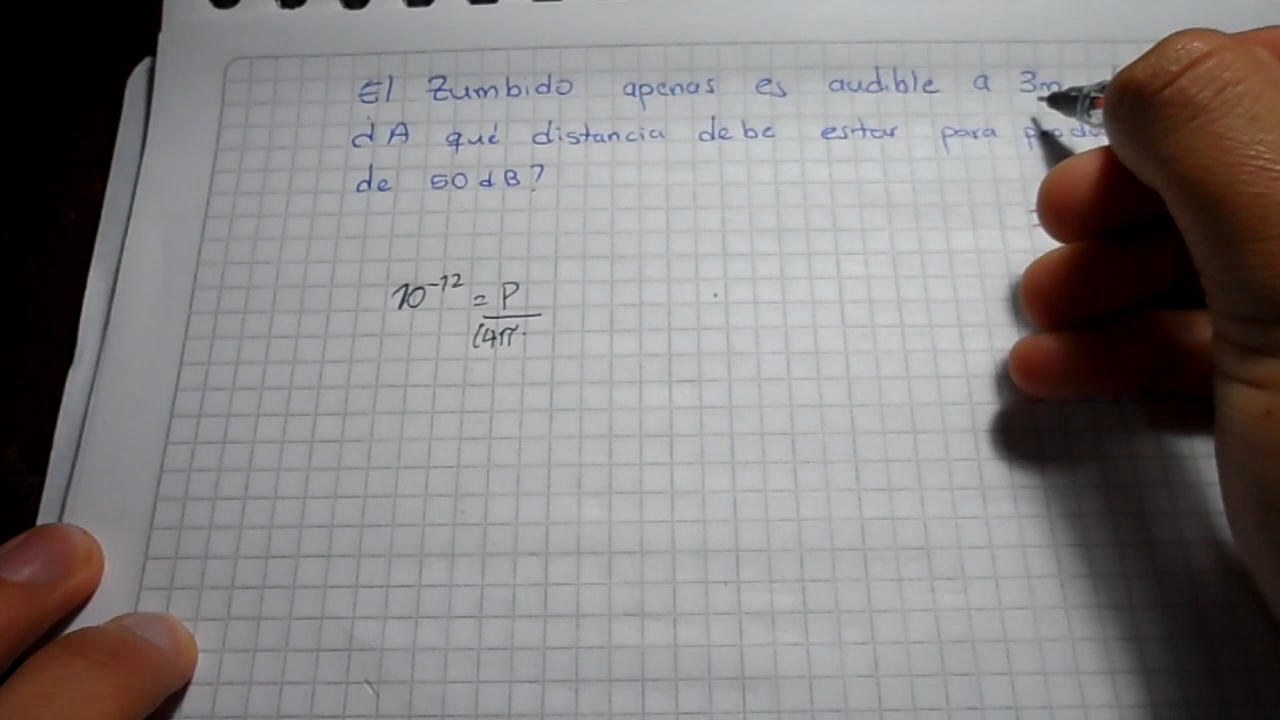 El Zumbido apenas es audible a 3m
d A qué distancia debe estar para
de 50 dB?
10⁻¹² = P
(4π·